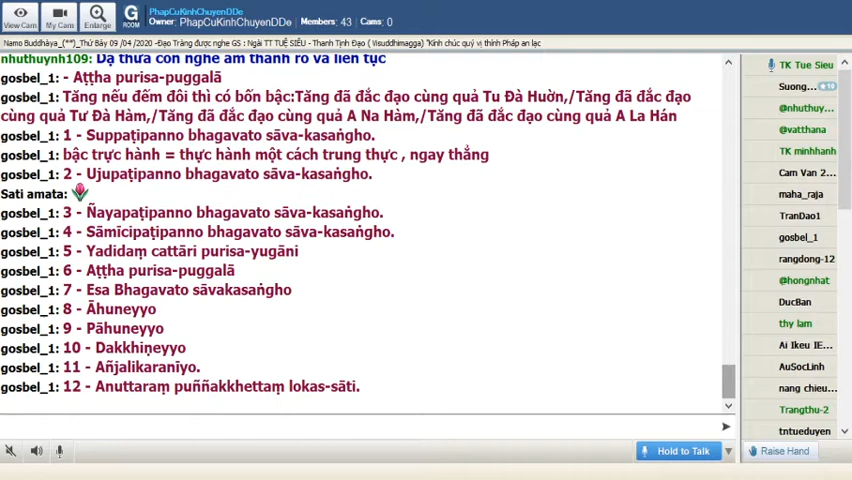 View Cam
My Cam
Enlarge
G
ROOM
PhapCuKinhChuyenDDe
Owner: PhapCuKinhChuyenDDe Members: 43 Cams: 0
Namo Buddhàya_(**)_Thứ Bảy 09 /04 /2020 -Đạo Tràng được nghe GS : Ngài TT TUỆ SIÊU - Thanh Tịnh Đạo ( Visuddhimagga) "Kính chúc quý vị thính Pháp an lạc
nhuthuynh109: Dạ thưa con nghe âm thanh rõ và liên tục
gosbel_1: - Aṭṭha purisa-puggalā
gosbel_1: Tăng nếu đếm đôi thì có bốn bậc:Tăng đã đắc đạo cùng quả Tu Đà Huờn,/Tăng đã đắc đạo
cùng quả Tư Đà Hàm,/Tăng đã đắc đạo cùng quả A Na Hàm,/Tăng đã đắc đạo cùng quả A La Hán
gosbel_1: 1 - Suppaṭipanno bhagavato sāva-kasaṅgho.
gosbel_1: bậc trực hành = thực hành một cách trung thực , ngay thẳng
gosbel_1: 2 - Ujupaṭipanno bhagavato sāva-kasaṅgho.
Sati amata:
gosbel_1: 3 - Ñayapaṭipanno bhagavato sāva-kasaṅgho.
gosbel_1: 4 - Sāmīcipaṭipanno bhagavato sāva-kasaṅgho.
gosbel_1: 5 - Yadidaṃ cattāri purisa-yugāni
gosbel_1: 6 - Aṭṭha purisa-puggalā
gosbel_1: 7 - Esa Bhagavato sāvakasaṅgho
gosbel_1: 8 - Āhuneyyo
gosbel_1: 9 - Pāhuneyyo
gosbel_1: 10 - Dakkhiṇeyyo
gosbel_1: 11 - Añjalikaranīyo.
gosbel_1: 12 - Anuttaraṃ puññakkhettaṃ lokas-sāti.
TK Tue Sieu
Suong... 10
@nhuthuy...
@vatthana
TK minhhanh
Cam Van 2...
maha_raja
TranDao1
gosbel_1
rangdong-12
@hongnhat
DucBan
thy lam
Ai Ikeu IE...
AuSocLinh
nang chieu...
Trangthu-2
tntueduyen
Hold to Talk
Raise Hand